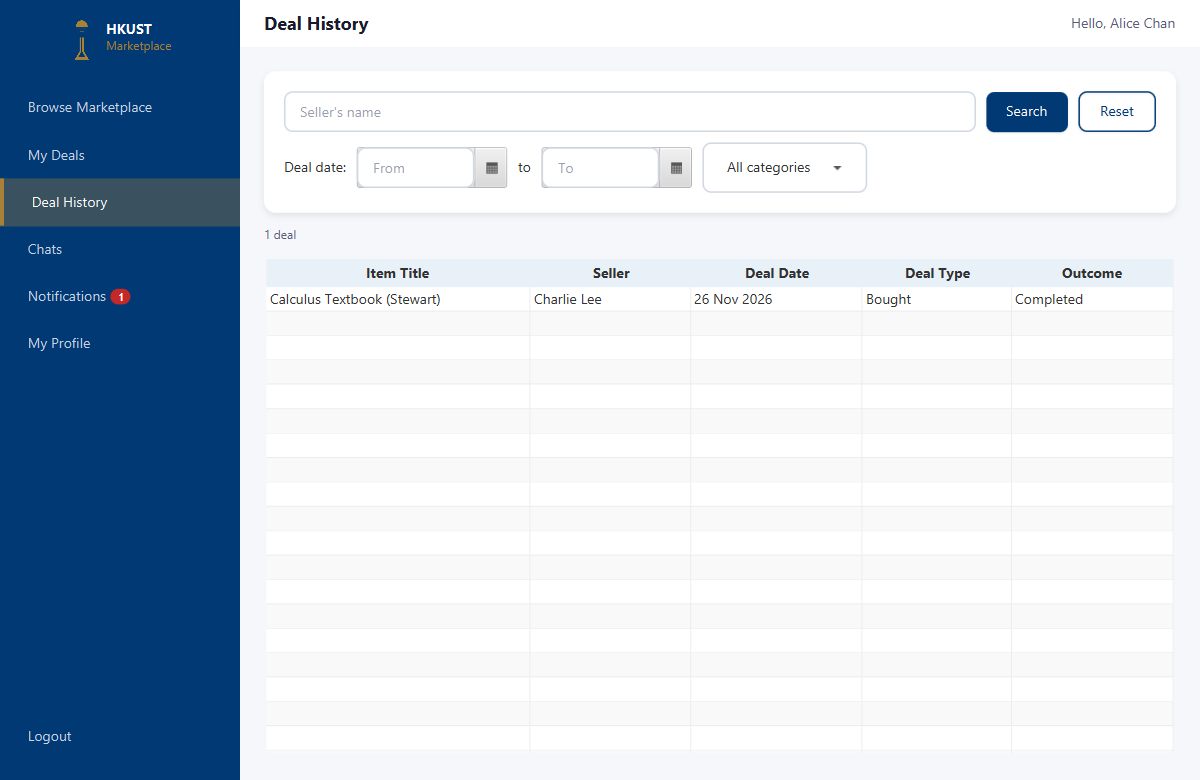 HKUST
Marketplace
Deal History
Hello, Alice Chan
Browse Marketplace
My Deals
Deal History
Chats
Notifications 1
My Profile
Logout
Seller's name
Search
Reset
Deal date:
From
to
To
All categories
1 deal
Item Title Seller Deal Date Deal Type Outcome
Calculus Textbook (Stewart) Charlie Lee 26 Nov 2026 Bought Completed